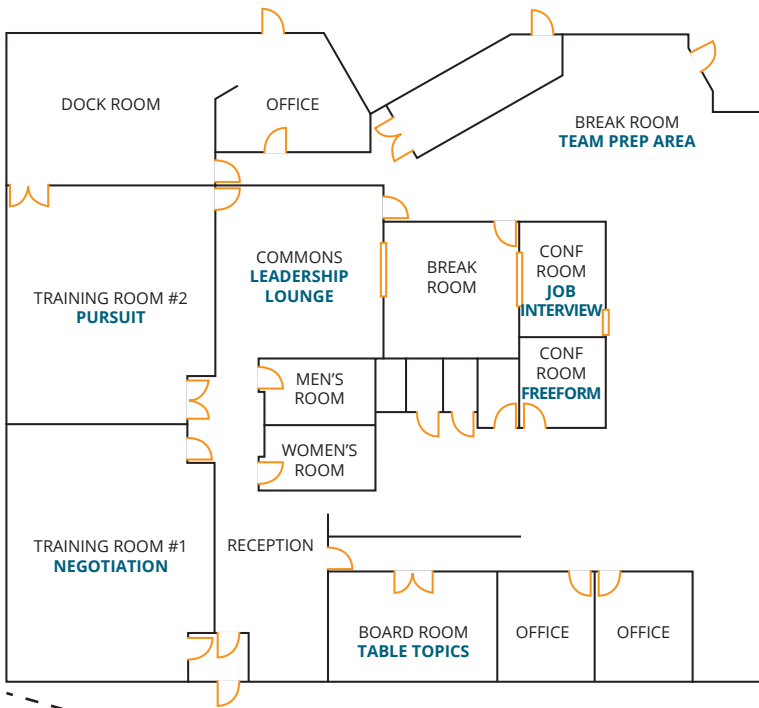 DOCK ROOM
OFFICE
BREAK ROOM
TEAM PREP AREA
COMMONS
LEADERSHIP
LOUNGE
BREAK
ROOM
CONF
ROOM
JOB
INTERVIEW
TRAINING ROOM #2
PURSUIT
CONF
ROOM
FREEFORM
MEN'S
ROOM
WOMEN'S
ROOM
TRAINING ROOM #1
NEGOTIATION
RECEPTION
BOARD ROOM
TABLE TOPICS
OFFICE
OFFICE